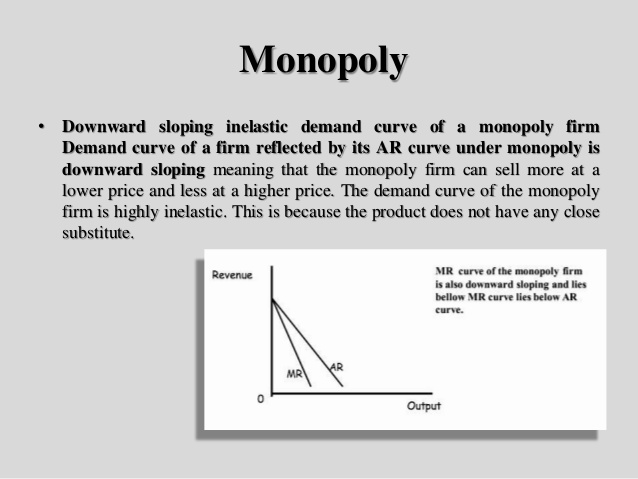 Monopoly
• Downward sloping inelastic demand curve of a monopoly firm
Demand curve of a firm reflected by its AR curve under monopoly is
downward sloping meaning that the monopoly firm can sell more at a
lower price and less at a higher price. The demand curve of the monopoly
firm is highly inelastic. This is because the product does not have any close
substitute.
Revenue
MR curve of the monopoly firm
is also downward sloping and lies
bellow MR curve lies below AR
curve.
MR
AR
0
Output